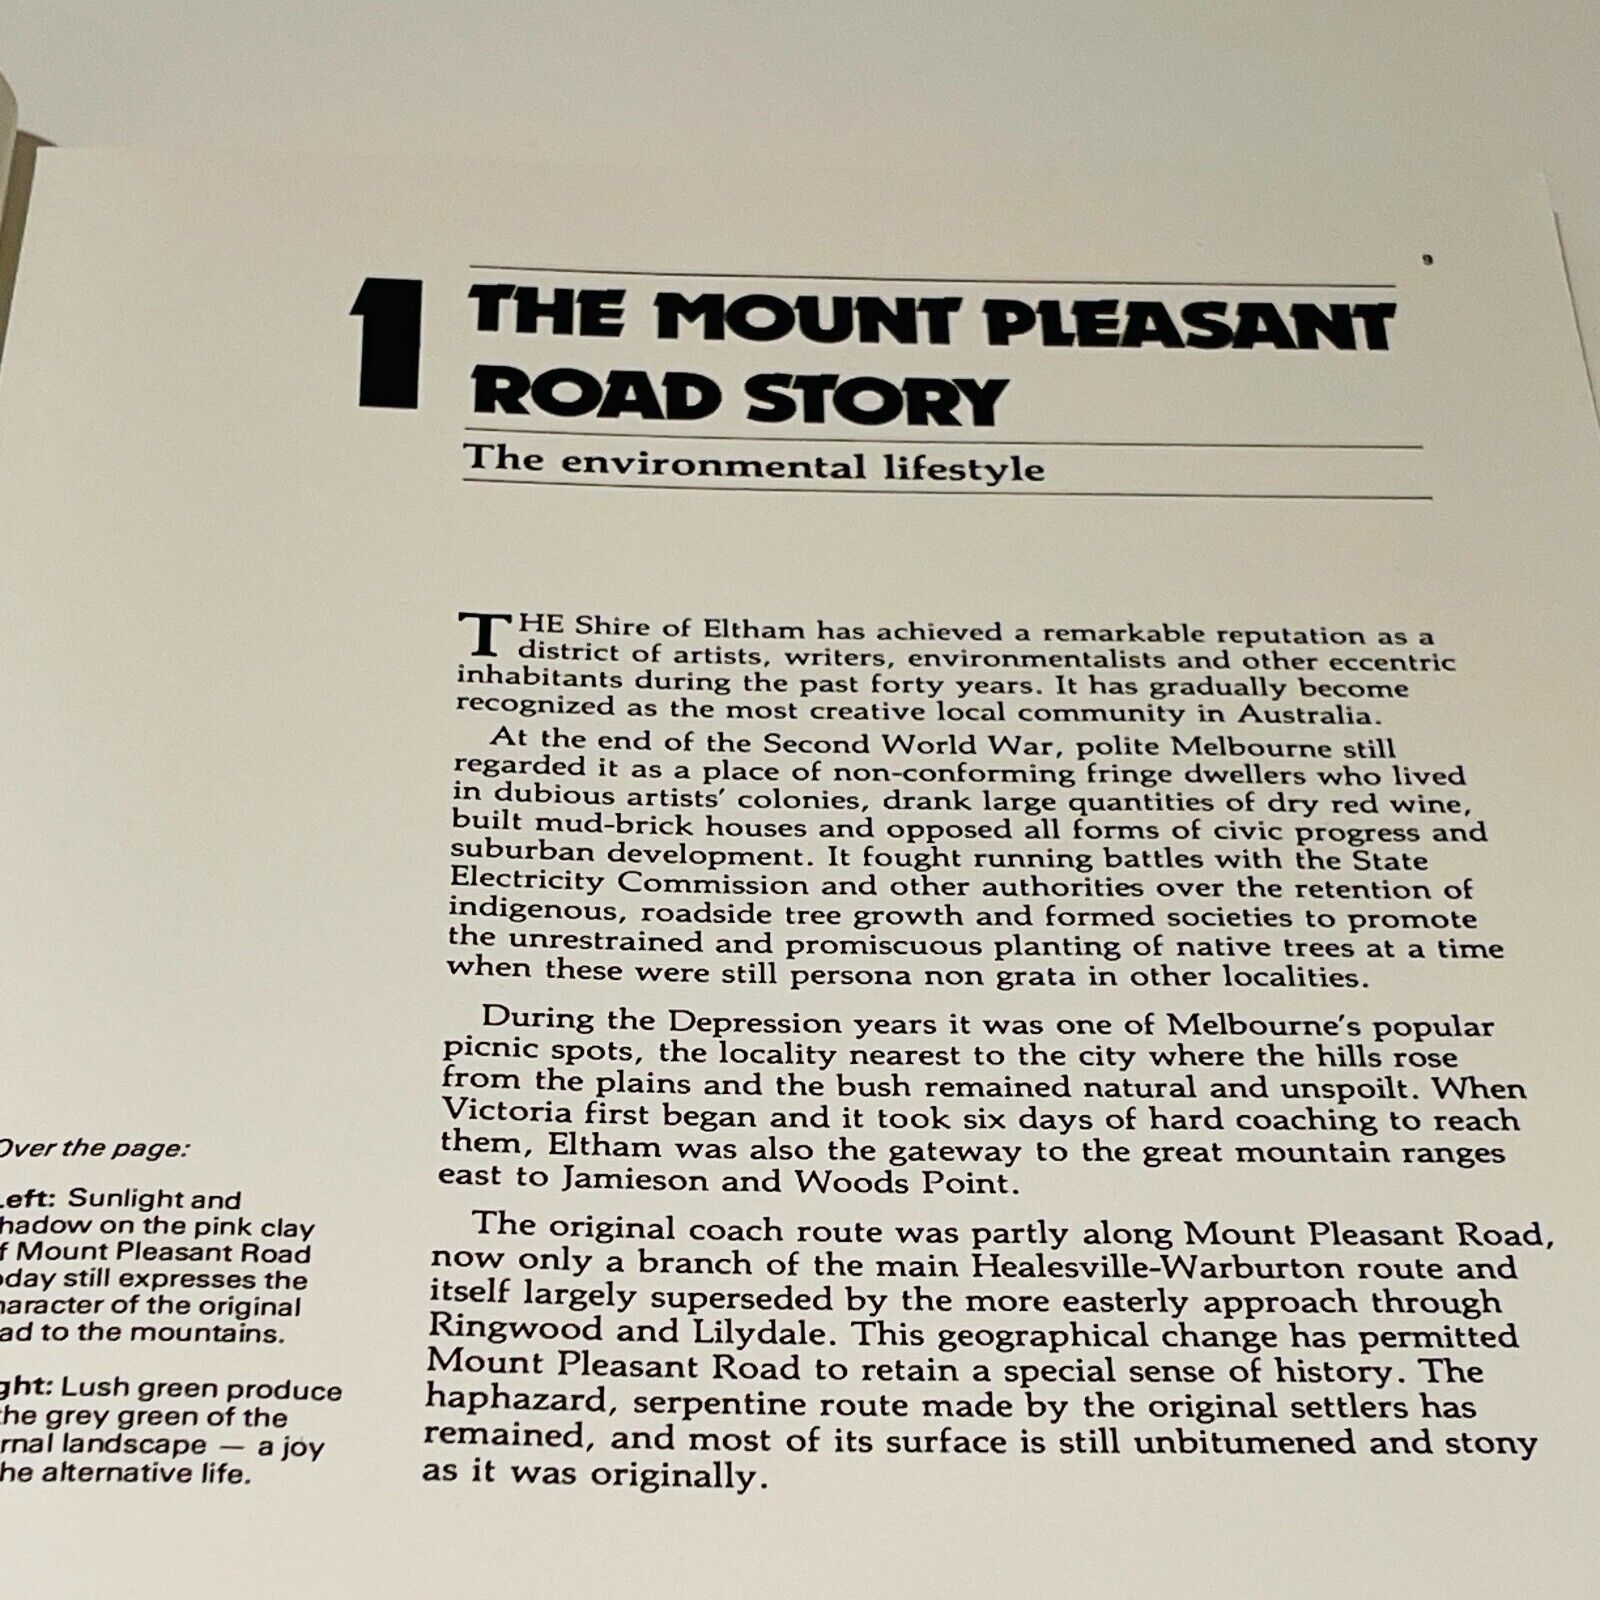 9
1 THE MOUNT PLEASANT
ROAD STORY
The environmental lifestyle
THE Shire of Eltham has achieved a remarkable reputation as a
district of artists, writers, environmentalists and other eccentric
inhabitants during the past forty years. It has gradually become
recognized as the most creative local community in Australia.
At the end of the Second World War, polite Melbourne still
regarded it as a place of non-conforming fringe dwellers who lived
in dubious artists' colonies, drank large quantities of dry red wine,
built mud-brick houses and opposed all forms of civic progress and
suburban development. It fought running battles with the State
Electricity Commission and other authorities over the retention of
indigenous, roadside tree growth and formed societies to promote
the unrestrained and promiscuous planting of native trees at a time
when these were still persona non grata in other localities.
During the Depression years it was one of Melbourne's popular
picnic spots, the locality nearest to the city where the hills rose
from the plains and the bush remained natural and unspoilt. When
Victoria first began and it took six days of hard coaching to reach
them, Eltham was also the gateway to the great mountain ranges
east to Jamieson and Woods Point.
The original coach route was partly along Mount Pleasant Road,
now only a branch of the main Healesville-Warburton route and
itself largely superseded by the more easterly approach through
Ringwood and Lilydale. This geographical change has permitted
Mount Pleasant Road to retain a special sense of history. The
haphazard, serpentine route made by the original settlers has
remained, and most of its surface is still unbitumened and stony
as it was originally.
Over the page:
Left: Sunlight and
hadow on the pink clay
f Mount Pleasant Road
oday still expresses the
haracter of the original
ad to the mountains.
ght: Lush green produce
the grey green of the
rnal landscape — a joy
he alternative life.